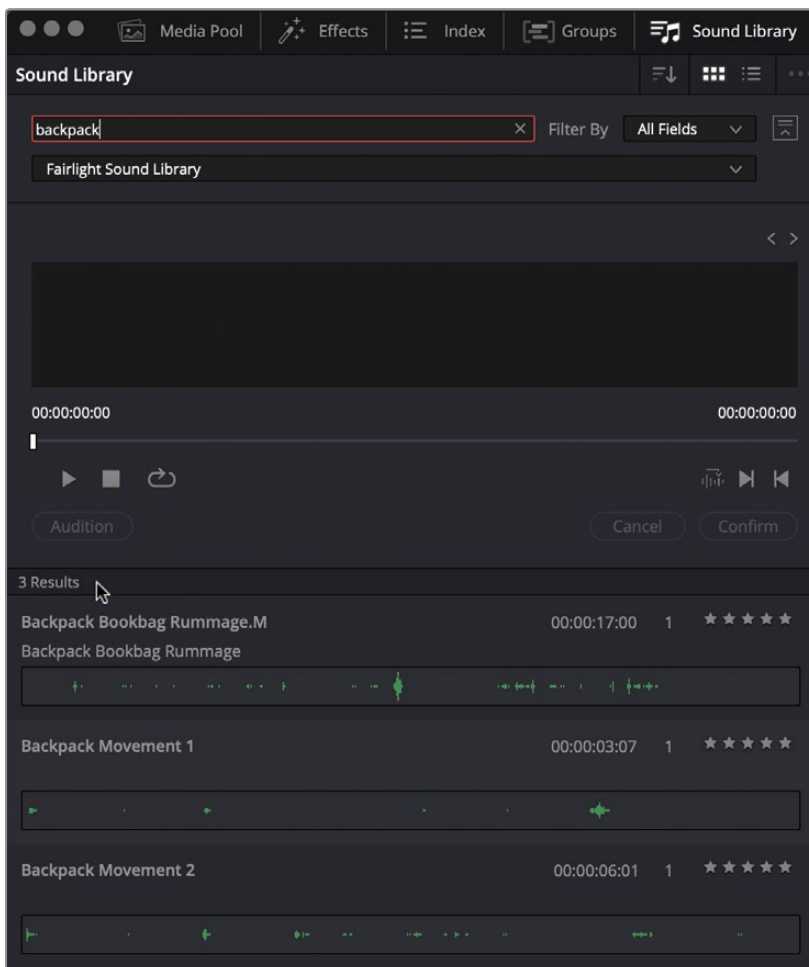 Media Pool Effects Index Groups Sound Library
Sound Library
backpack Filter By All Fields
Fairlight Sound Library
00:00:00:00 00:00:00:00
Audition Cancel Confirm
3 Results
Backpack Bookbag Rummage.M 00:00:17:00 1
Backpack Bookbag Rummage
Backpack Movement 1 00:00:03:07 1
Backpack Movement 2 00:00:06:01 1